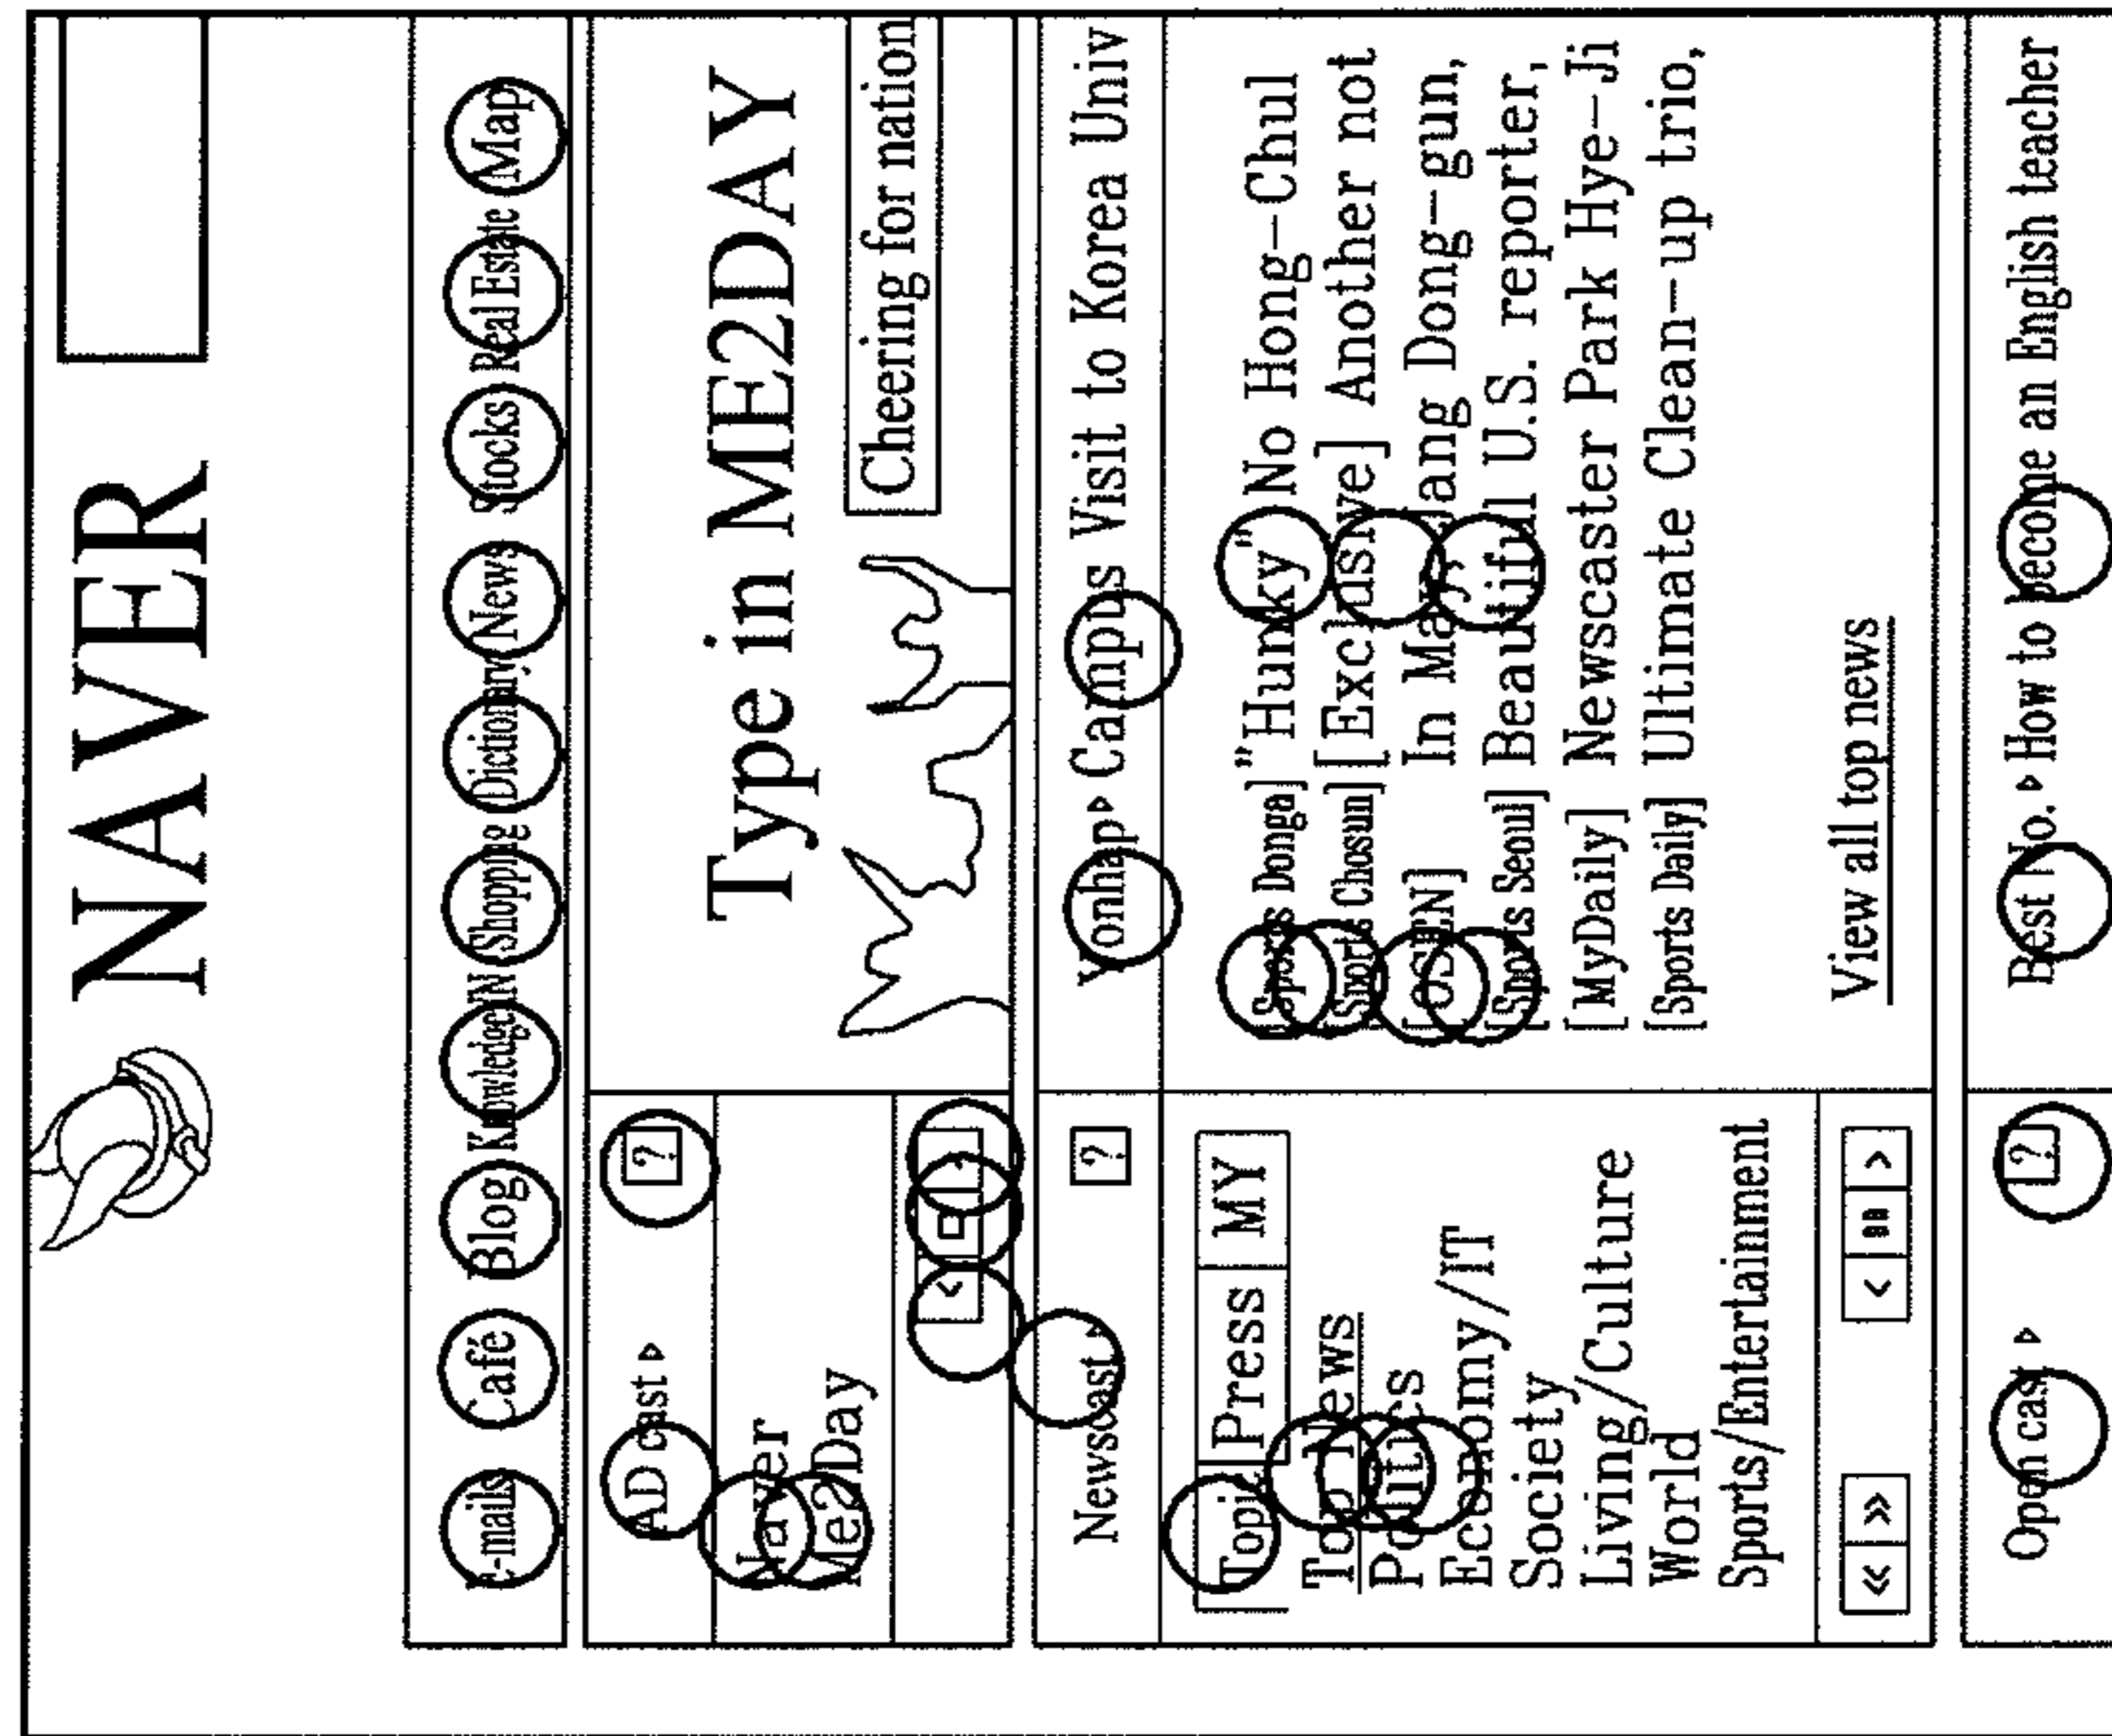 NAVER
E-mails Café Blog KnowledgeiN Shopping Dictionary News Stocks Real Estate Map
AD cast ▹ ?
Naver
Me2Day
< □ >
Type in ME2DAY
Cheering for nation
Newscast ▹ ?
Yonhap ▹ Campus Visit to Korea Univ
Topic Press MY
Top News
Politics
Economy/IT
Society
Living/Culture
World
Sports/Entertainment
« » < >
[Sports Donga] "Hunky" No Hong-Chul
[Sports Chosun] [Exclusive] Another not
[OSEN] In May, Jang Dong-gun,
[Sports Seoul] Beautiful U.S. reporter,
[MyDaily] Newscaster Park Hye-Ji
[Sports Daily] Ultimate Clean-up trio,
View all top news
Open cast ▹ ?
Best No. ▹ How to become an English teacher